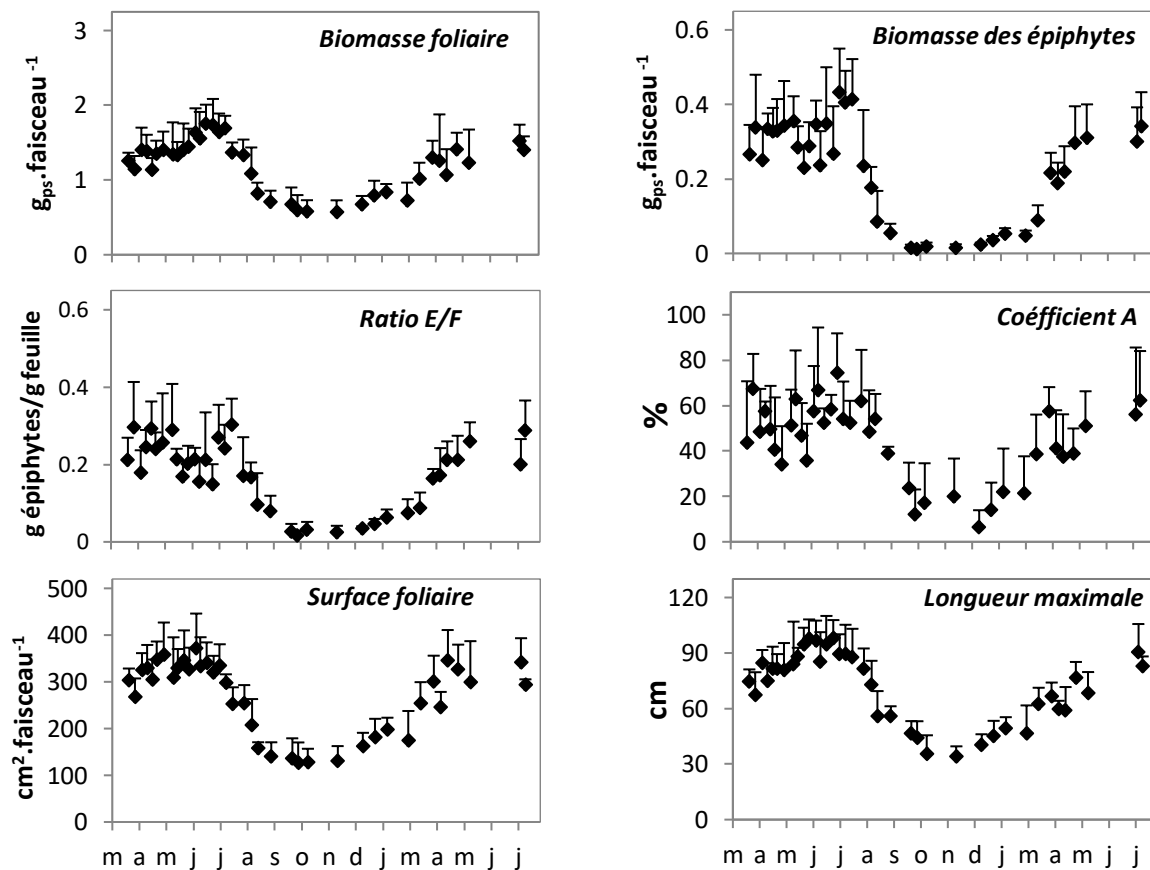 Biomasse foliaire
g_ps.faisceau⁻¹
3
2
1
0
Biomasse des épiphytes
g_ps.faisceau⁻¹
0.6
0.4
0.2
0
Ratio E/F
g épiphytes/gfeuille
0.6
0.4
0.2
0
Coéfficient A
%
100
80
60
40
20
0
Surface foliaire
cm².faisceau⁻¹
500
400
300
200
100
0
m a m j j a s o n d j f m a m j j
Longueur maximale
cm
120
90
60
30
0
m a m j j a s o n d j f m a m j j